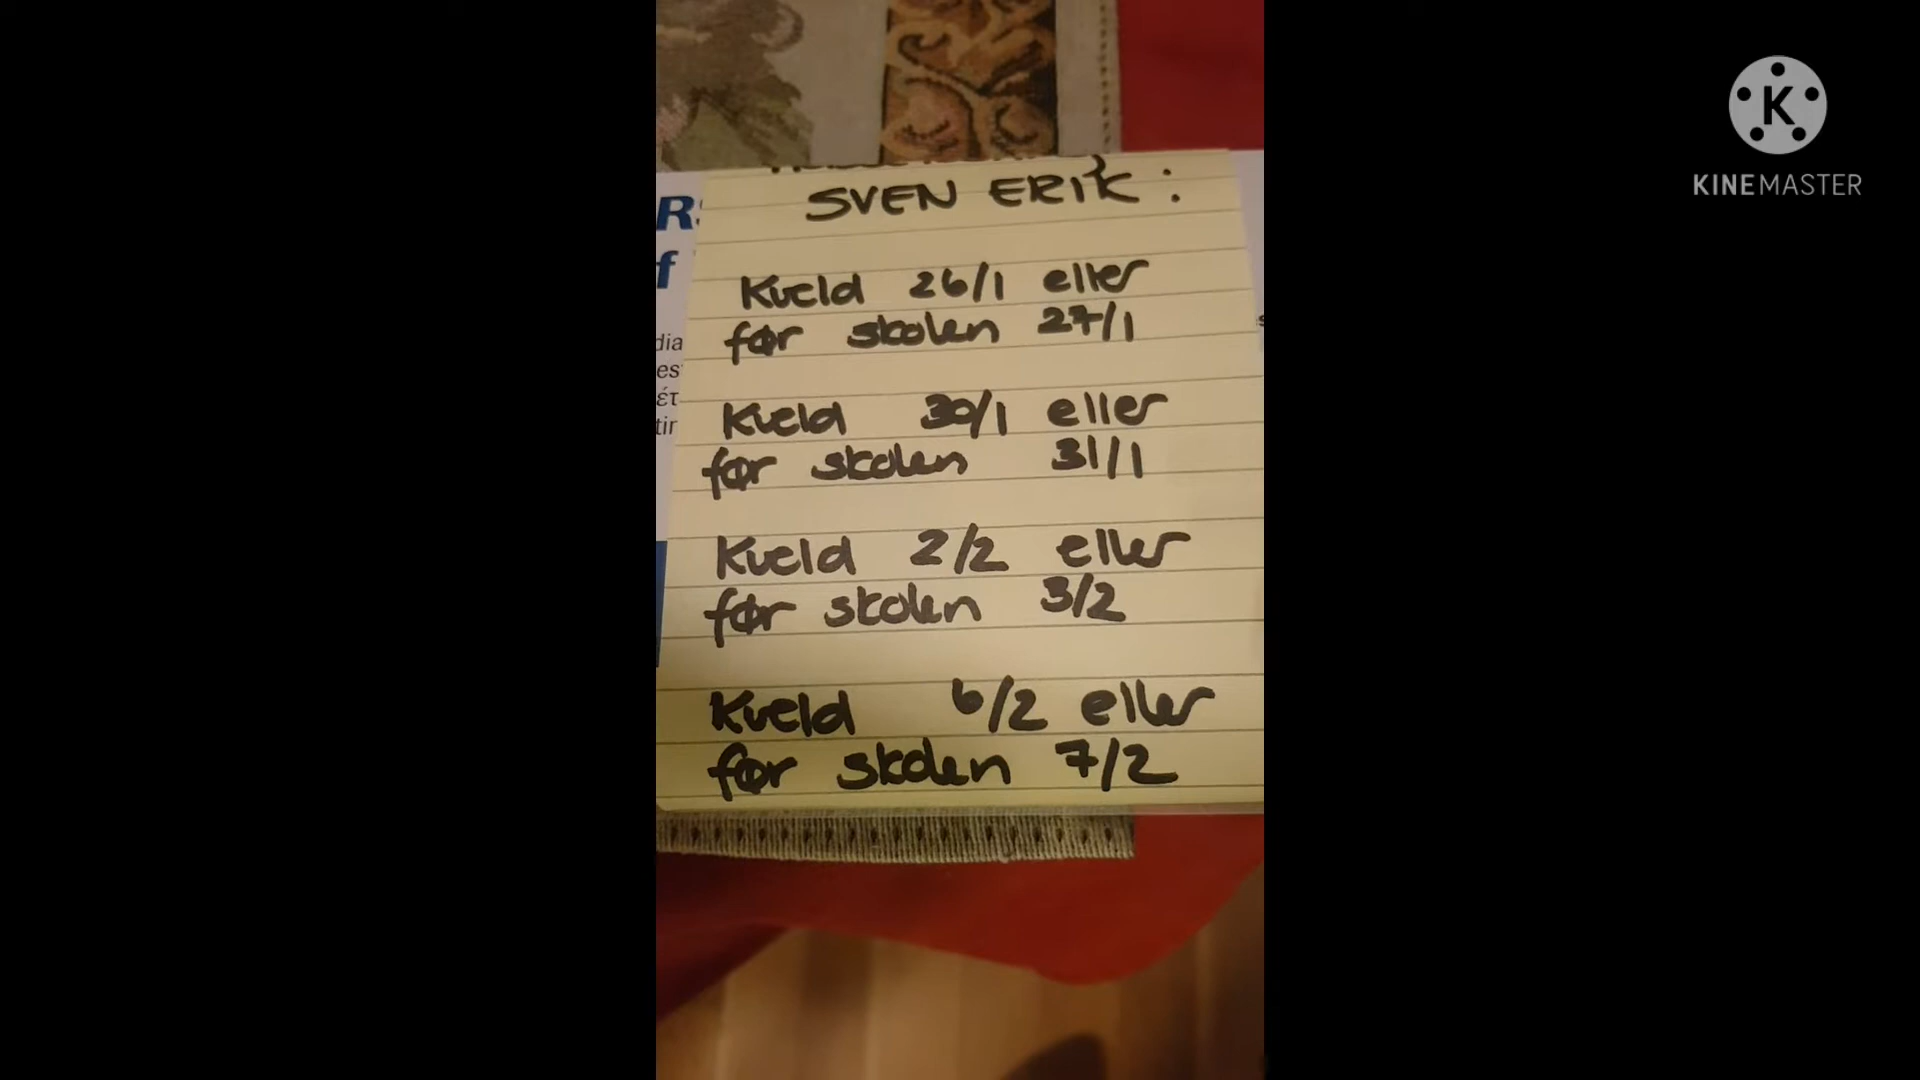 SVEN ERIK:
Kveld 26/1 eller
før skolen 27/1
Kveld 30/1 eller
før skolen 31/1
Kveld 2/2 eller
før skolen 3/2
Kveld 6/2 eller
før skolen 7/2
KINEMASTER